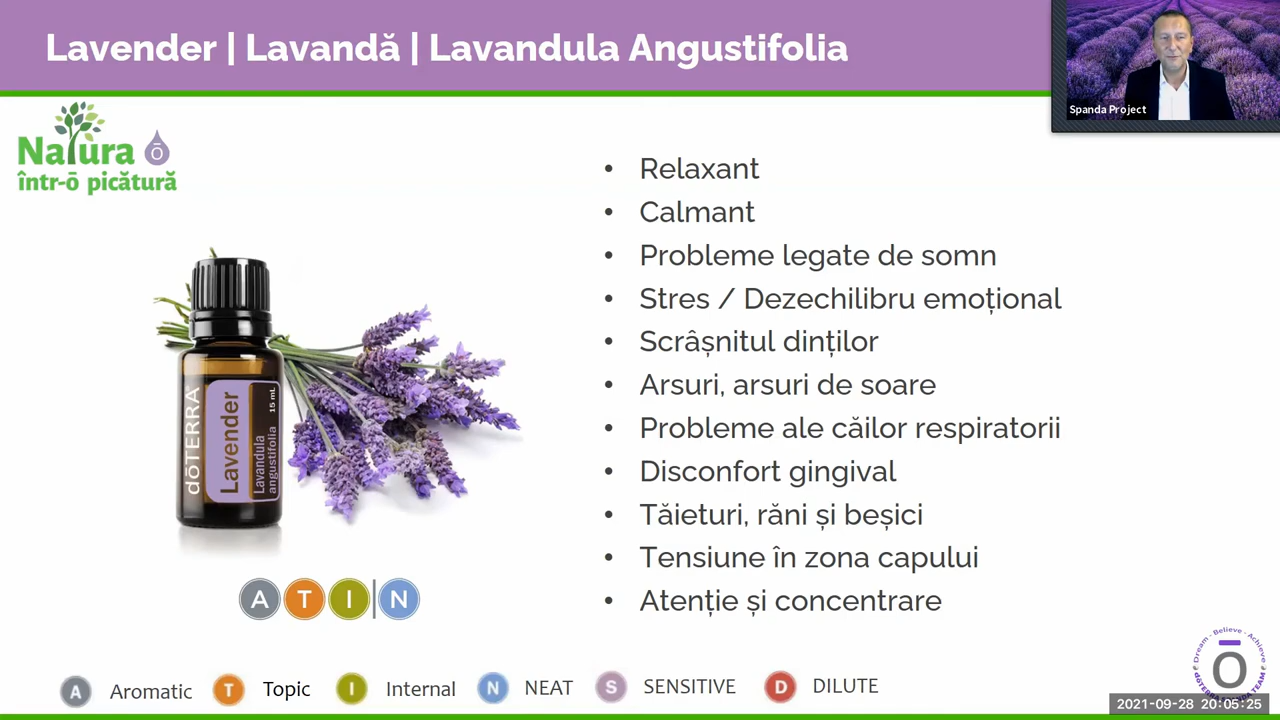 Lavender | Lavandă | Lavandula Angustifolia
Spanda Project
Natura ō
într-ō picătură
• Relaxant
• Calmant
• Probleme legate de somn
• Stres / Dezechilibru emoțional
• Scrâșnitul dinților
• Arsuri, arsuri de soare
• Probleme ale căilor respiratorii
• Disconfort gingival
• Tăieturi, răni și beșici
• Tensiune în zona capului
• Atenție și concentrare
dōTERRA
Lavender
Lavandula
angustifolia 15 mL
A T I | N
A Aromatic T Topic I Internal N NEAT S SENSITIVE D DILUTE
Dream - Believe - Achieve
ō
2021-09-28 20:05:25